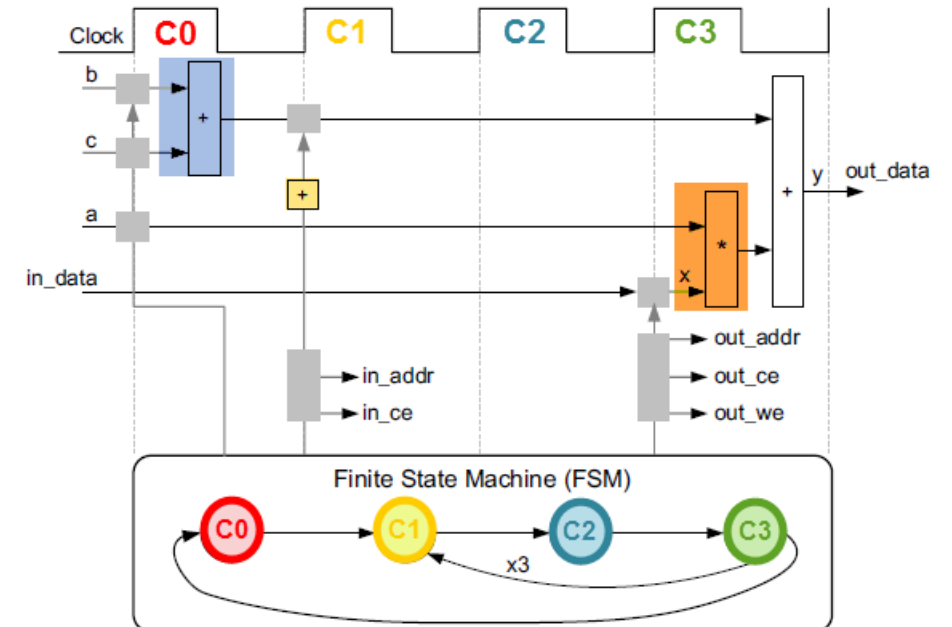 Clock C0 C1 C2 C3
b
+
c
+
a
*
+
y
out_data
in_data
x
out_addr
in_addr
out_ce
in_ce
out_we
Finite State Machine (FSM)
C0 C1 C2 C3
x3